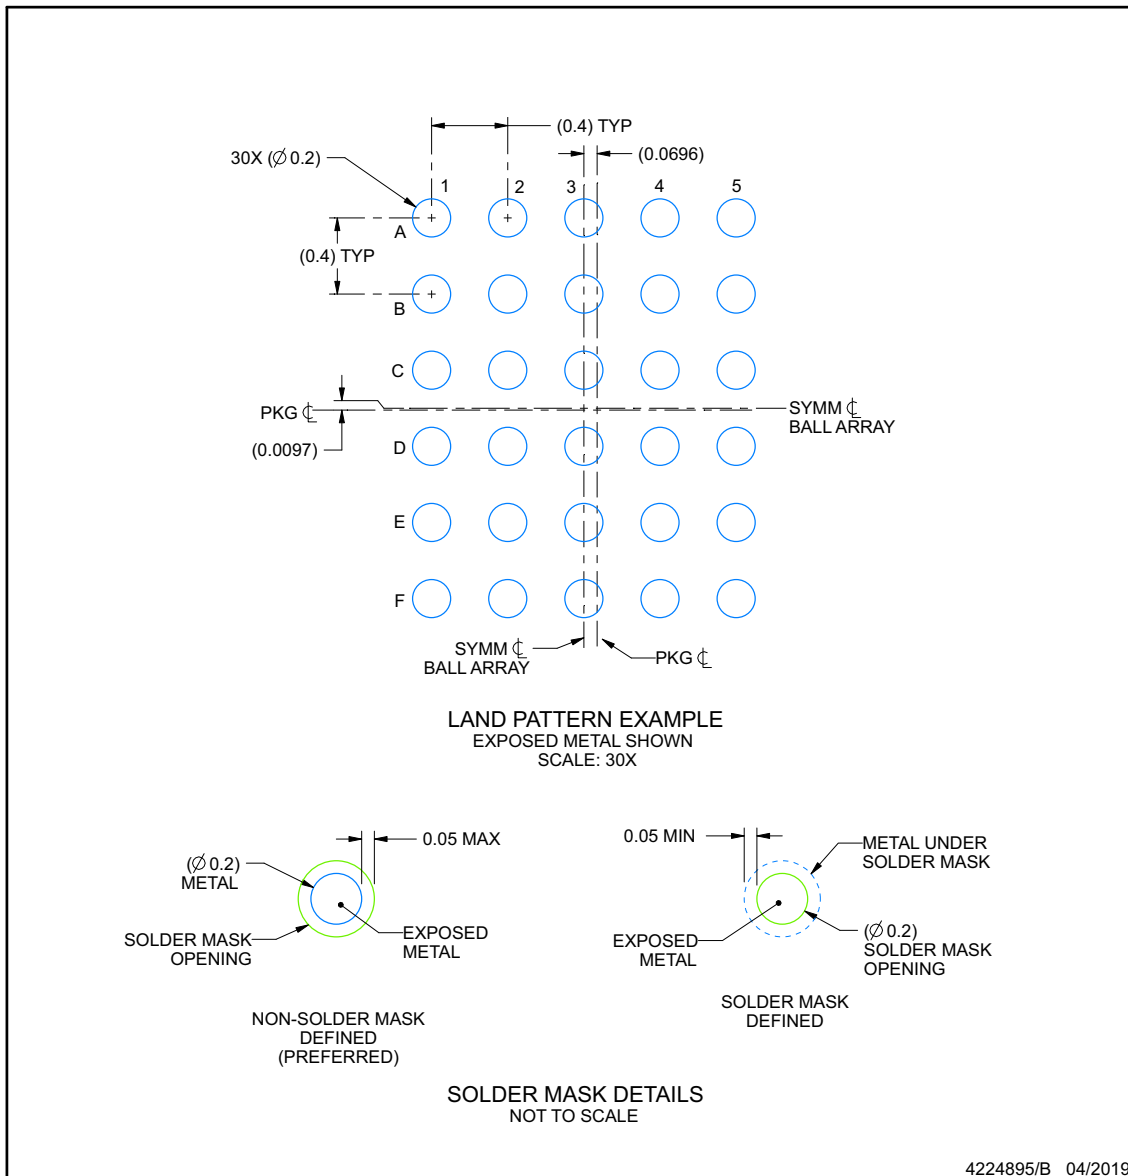 (0.4) TYP
(0.0696)
30X (∅ 0.2)
1 2 3 4 5
A
(0.4) TYP
B
C
PKG ℄
SYMM ℄
BALL ARRAY
(0.0097)
D
E
F
SYMM ℄
BALL ARRAY
PKG ℄
LAND PATTERN EXAMPLE
EXPOSED METAL SHOWN
SCALE: 30X
0.05 MAX
(∅ 0.2)
METAL
SOLDER MASK
OPENING
EXPOSED
METAL
NON-SOLDER MASK
DEFINED
(PREFERRED)
0.05 MIN
METAL UNDER
SOLDER MASK
EXPOSED
METAL
(∅ 0.2)
SOLDER MASK
OPENING
SOLDER MASK
DEFINED
SOLDER MASK DETAILS
NOT TO SCALE
4224895/B 04/2019